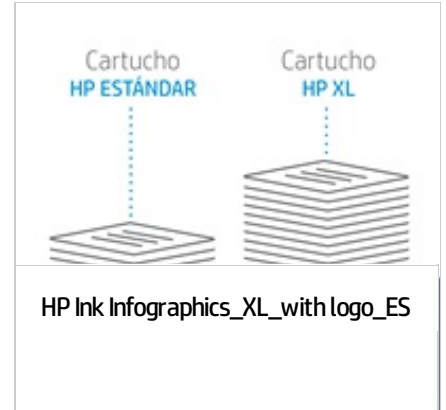 Cartucho
HP ESTÁNDAR
Cartucho
HP XL
HP Ink Infographics_XL_with logo_ES